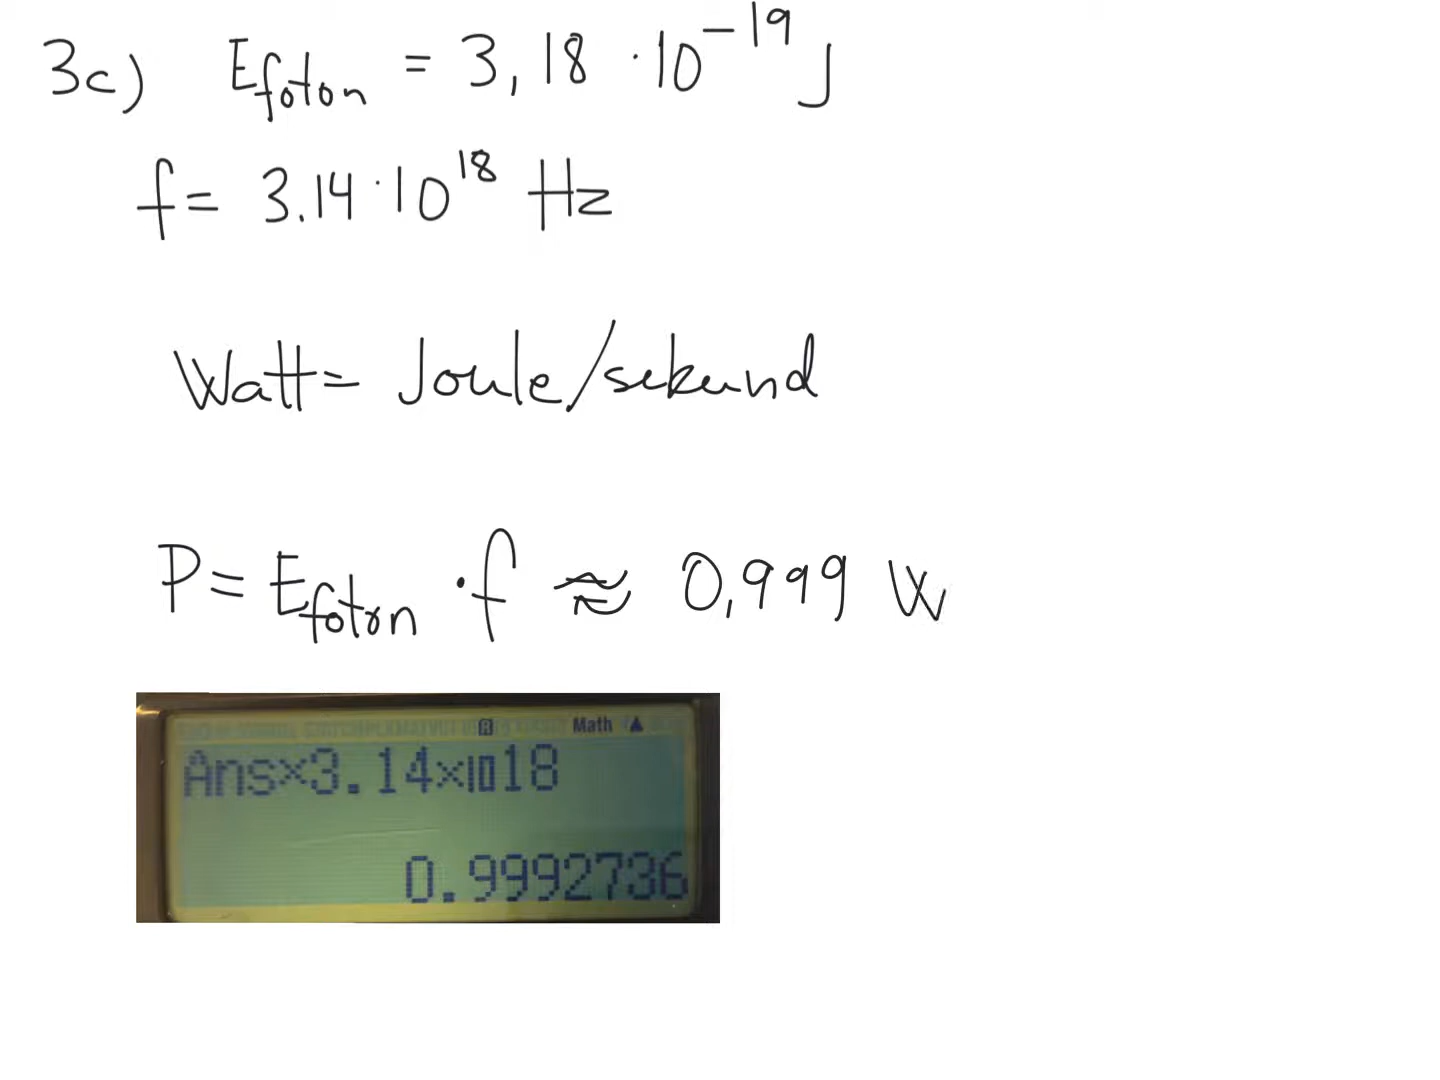 3c) Efoton = 3,18 · 10^-19 J
f = 3.14 · 10^18 Hz
Watt = Joule/sekund
P = Efoton · f ≈ 0,999 W
R Math ▲
Ans×3.14×10 18
0.9992736